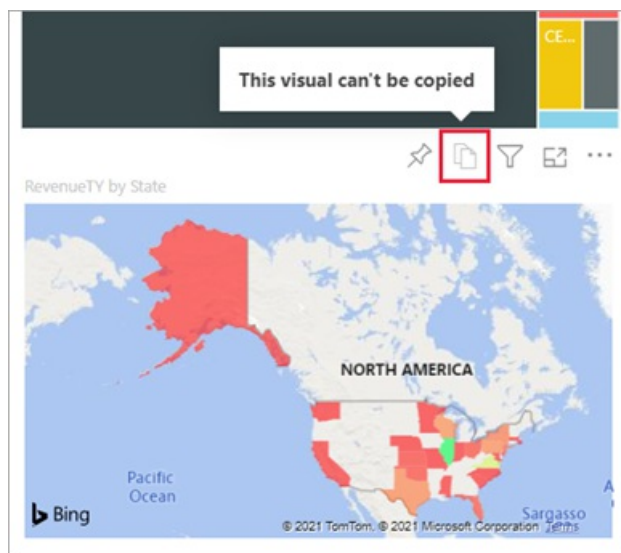 CE...
This visual can't be copied
RevenueTY by State
NORTH AMERICA
Pacific
Ocean
Sargasso
A
Bing
© 2021 TomTom, © 2021 Microsoft Corporation Terms